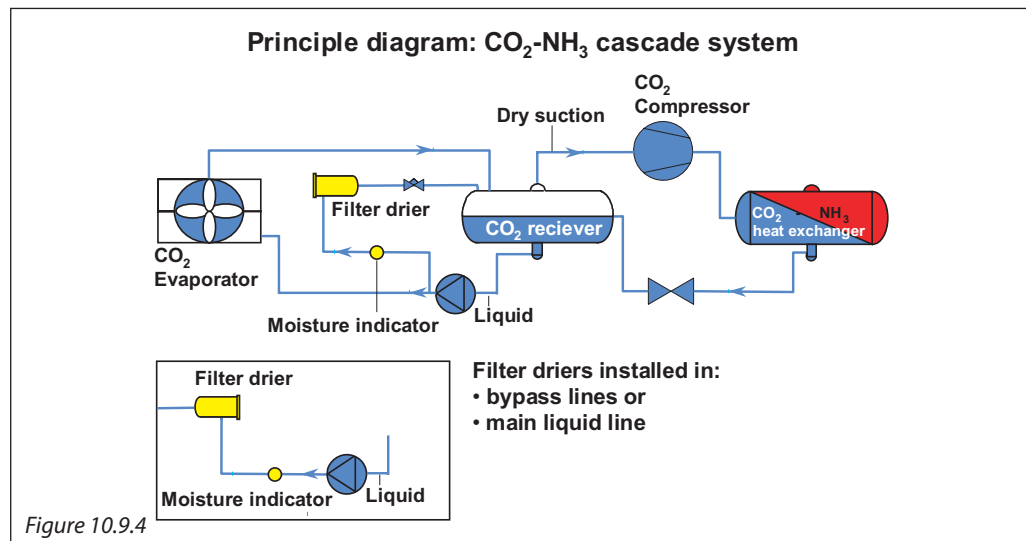 Principle diagram: CO₂-NH₃ cascade system
CO₂
Compressor
Dry suction
Filter drier
CO₂ reciever
CO₂ - NH₃
heat exchanger
CO₂
Evaporator
Moisture indicator
Liquid
Filter drier
Moisture indicator
Liquid
Filter driers installed in:
• bypass lines or
• main liquid line
Figure 10.9.4